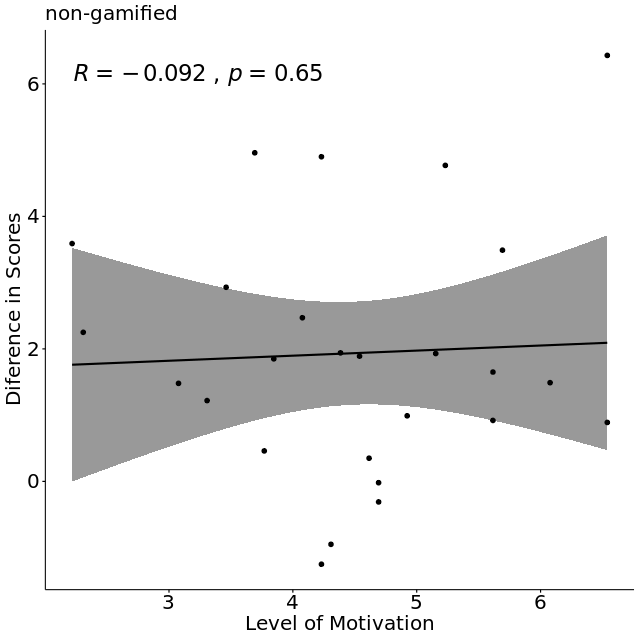 non-gamified
R = −0.092 , p = 0.65
6
4
2
0
Diference in Scores
3 4 5 6
Level of Motivation